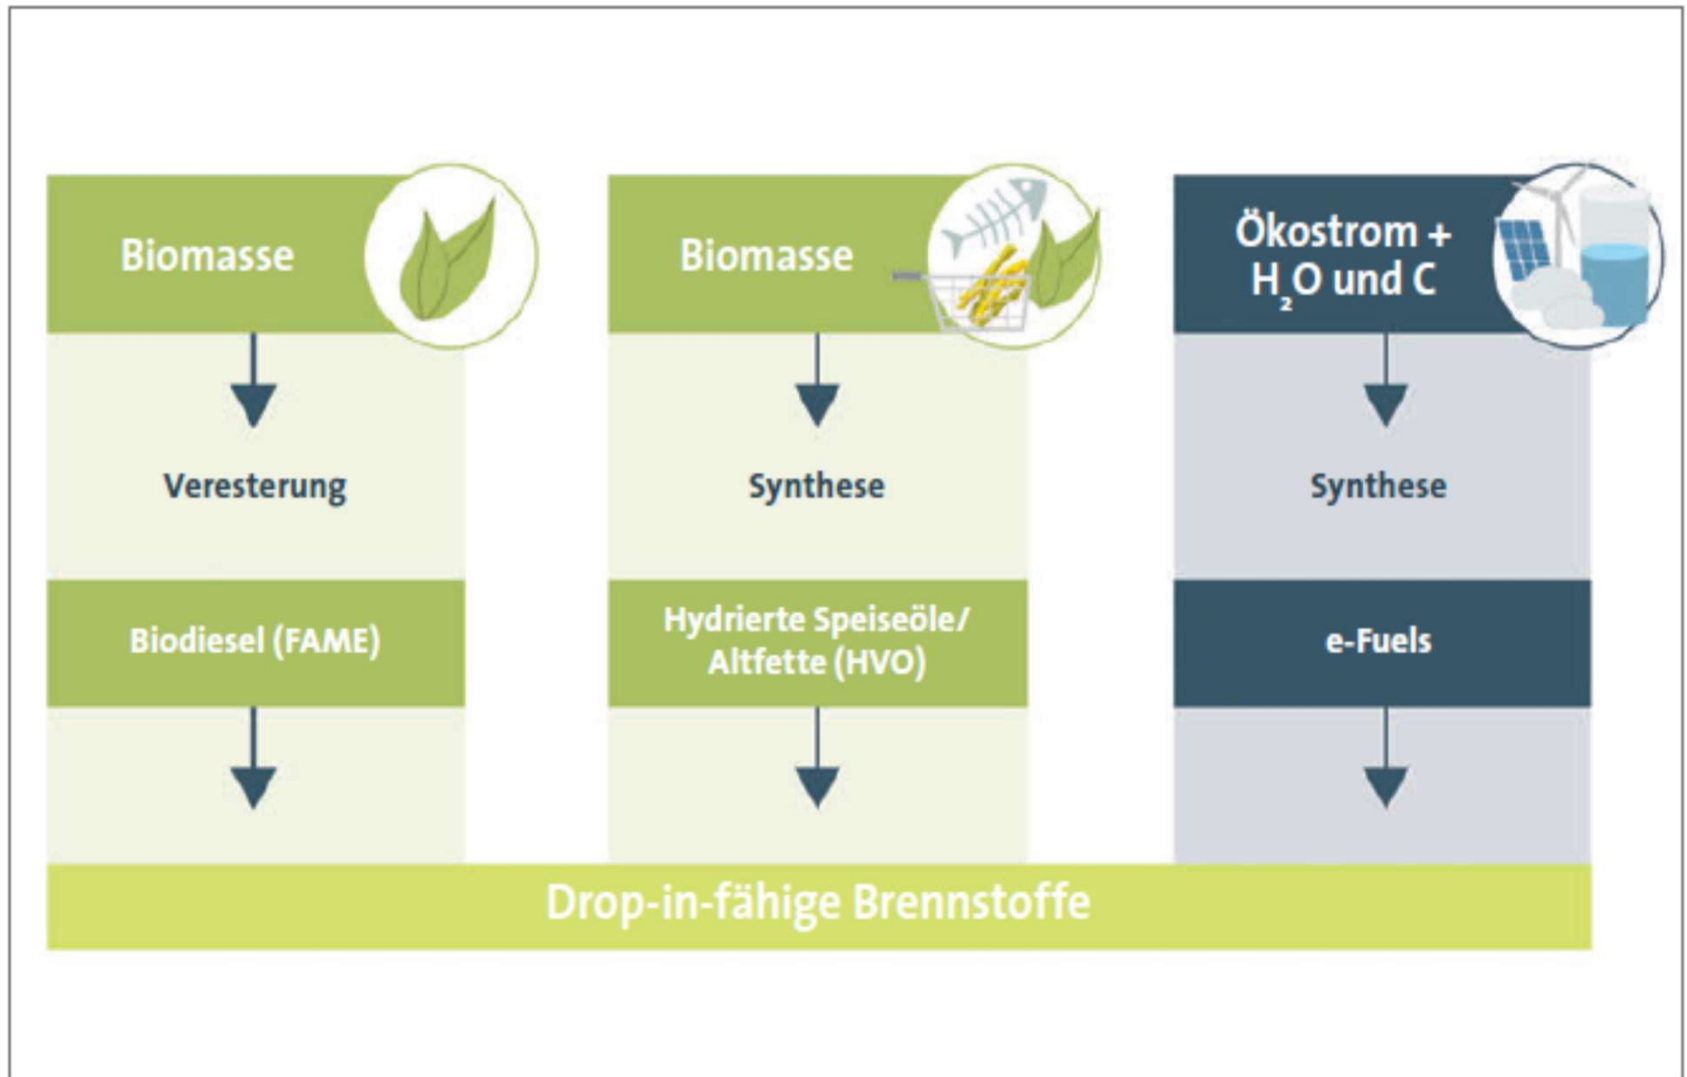 Biomasse
Veresterung
Biodiesel (FAME)
Biomasse
Synthese
Hydrierte Speiseöle/
Altfette (HVO)
Ökostrom +
H₂O und C
Synthese
e-Fuels
Drop-in-fähige Brennstoffe